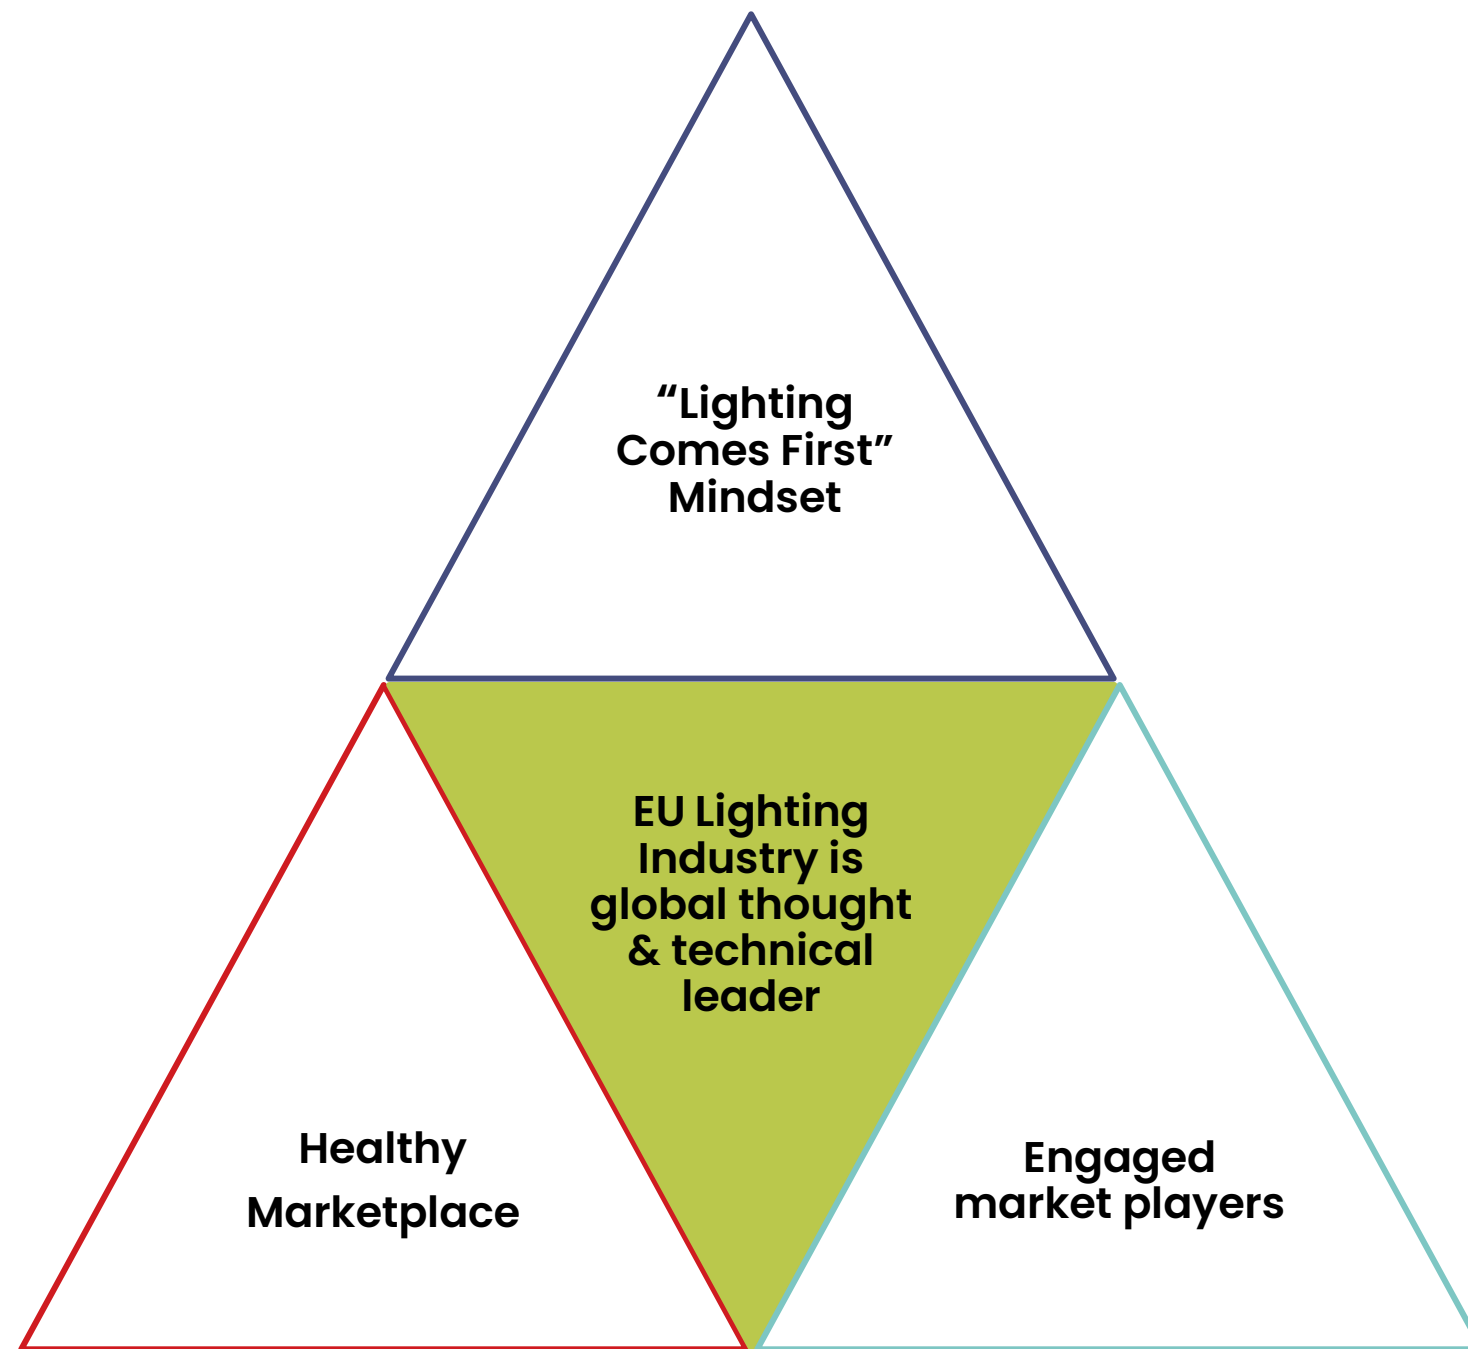 “Lighting
Comes First”
Mindset
EU Lighting
Industry is
global thought
& technical
leader
Healthy
Marketplace
Engaged
market players